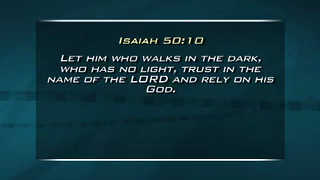 Isaiah 50:10
Let him who walks in the dark,
who has no light, trust in the
name of the LORD and rely on his
God.